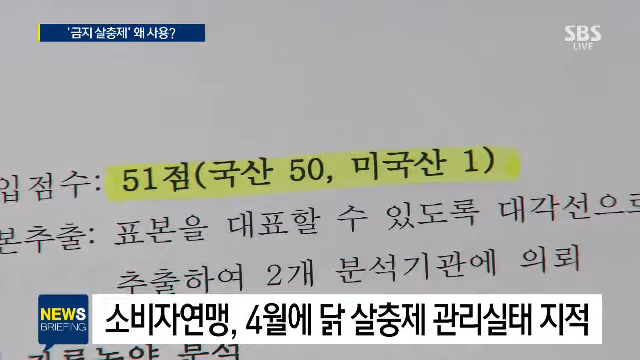 '금지 살충제' 왜 사용?
SBS
LIVE
입점수: 51점(국산 50, 미국산 1)
본추출: 표본을 대표할 수 있도록 대각선으로
추출하여 2개 분석기관에 의뢰
NEWS
BRIEFING
소비자연맹, 4월에 닭 살충제 관리실태 지적